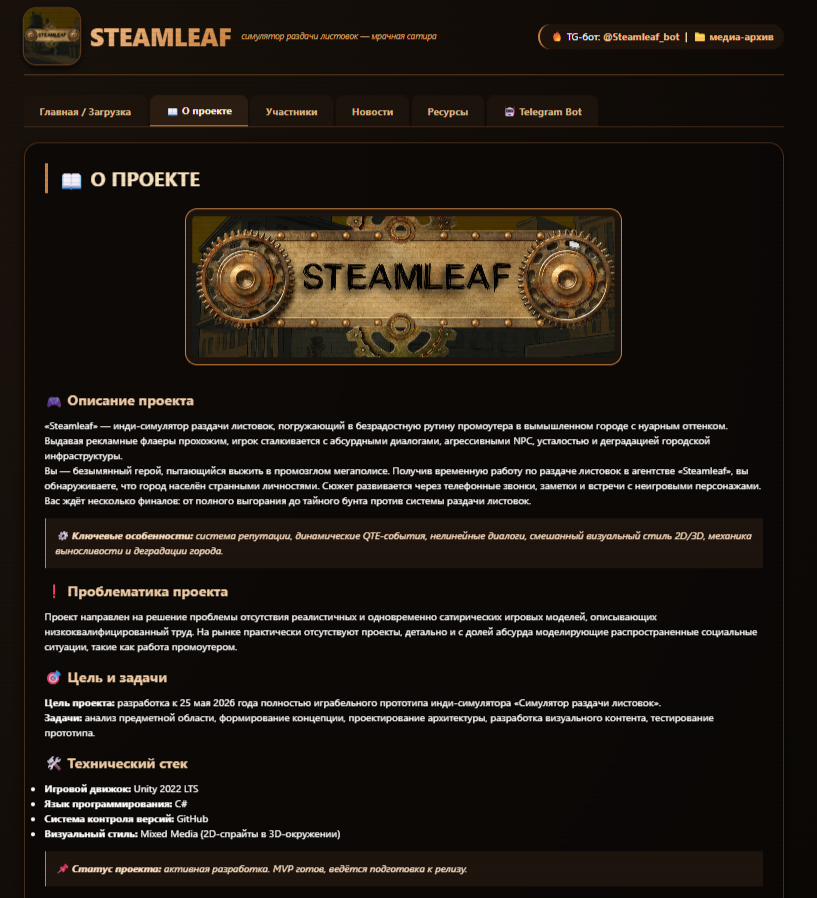 STEAMLEAF
STEAMLEAF симулятор раздачи листовок — мрачная сатира
🔥 TG-бот: @Steamleaf_bot | 📁 медиа-архив
Главная / Загрузка 📖 О проекте Участники Новости Ресурсы 🤖 Telegram Bot
📖 О ПРОЕКТЕ
STEAMLEAF
🎮 Описание проекта
«Steamleaf» — инди-симулятор раздачи листовок, погружающий в безрадостную рутину промоутера в вымышленном городе с нуарным оттенком.
Выдавая рекламные флаеры прохожим, игрок сталкивается с абсурдными диалогами, агрессивными NPC, усталостью и деградацией городской
инфраструктуры.
Вы — безымянный герой, пытающийся выжить в промозглом мегаполисе. Получив временную работу по раздаче листовок в агентстве «Steamleaf», вы
обнаруживаете, что город населён странными личностями. Сюжет развивается через телефонные звонки, заметки и встречи с неигровыми персонажами.
Вас ждёт несколько финалов: от полного выгорания до тайного бунта против системы раздачи листовок.
⚙️ Ключевые особенности: система репутации, динамические QTE-события, нелинейные диалоги, смешанный визуальный стиль 2D/3D, механика
выносливости и деградации города.
❗ Проблематика проекта
Проект направлен на решение проблемы отсутствия реалистичных и одновременно сатирических игровых моделей, описывающих
низкоквалифицированный труд. На рынке практически отсутствуют проекты, детально и с долей абсурда моделирующие распространенные социальные
ситуации, такие как работа промоутером.
🎯 Цель и задачи
Цель проекта: разработка к 25 мая 2026 года полностью играбельного прототипа инди-симулятора «Симулятор раздачи листовок».
Задачи: анализ предметной области, формирование концепции, проектирование архитектуры, разработка визуального контента, тестирование
прототипа.
🛠️ Технический стек
• Игровой движок: Unity 2022 LTS
• Язык программирования: C#
• Система контроля версий: GitHub
• Визуальный стиль: Mixed Media (2D-спрайты в 3D-окружении)
📌 Статус проекта: активная разработка. MVP готов, ведётся подготовка к релизу.